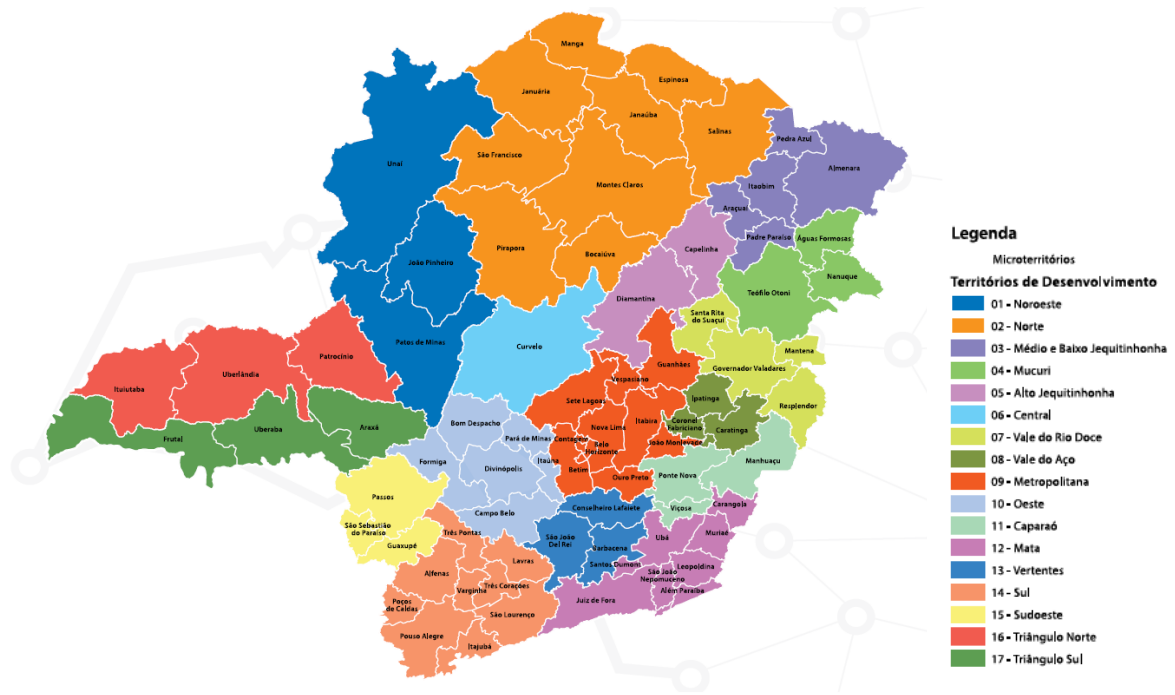 Manga
Espinosa
Januária
Janaúba
Salinas
Pedra Azul
São Francisco
Unaí
Almenara
Montes Claros
Itaobim
Araçuaí
Padre Paraíso
Águas Formosas
Capelinha
Pirapora
Bocaiúva
João Pinheiro
Nanuque
Teófilo Otoni
Diamantina
Santa Rita
do Suaçuí
Patos de Minas
Curvelo
Mantena
Patrocínio
Guanhães
Governador Valadares
Vespasiano
Uberlândia
Ituiutaba
Ipatinga
Sete Lagoas
Resplendor
Itabira
Coronel
Fabriciano
Bom Despacho
Nova Lima
Araxá
Uberaba
Caratinga
Frutal
Pará de Minas
Contagem
Belo
Horizonte
João Monlevade
Manhuaçu
Formiga
Divinópolis
Itaúna
Betim
Ouro Preto
Ponte Nova
Passos
Carangola
Campo Belo
Conselheiro Lafaiete
Viçosa
São Sebastião
do Paraíso
Três Pontas
São João
Del Rei
Ubá
Muriaé
Guaxupé
Varbacena
Lavras
Santos Dumom
Leopoldina
Alfenas
São João
Nepomuceno
Três Corações
Varginha
Além Paraíba
Poços
de Caldas
Juiz de Fora
São Lourenço
Pouso Alegre
Itajubá
Legenda
Microterritórios
Territórios de Desenvolvimento
01 - Noroeste
02 - Norte
03 - Médio e Baixo Jequitinhonha
04 - Mucuri
05 - Alto Jequitinhonha
06 - Central
07 - Vale do Rio Doce
08 - Vale do Aço
09 - Metropolitana
10 - Oeste
11 - Caparaó
12 - Mata
13 - Vertentes
14 - Sul
15 - Sudoeste
16 - Triângulo Norte
17 - Triângulo Sul